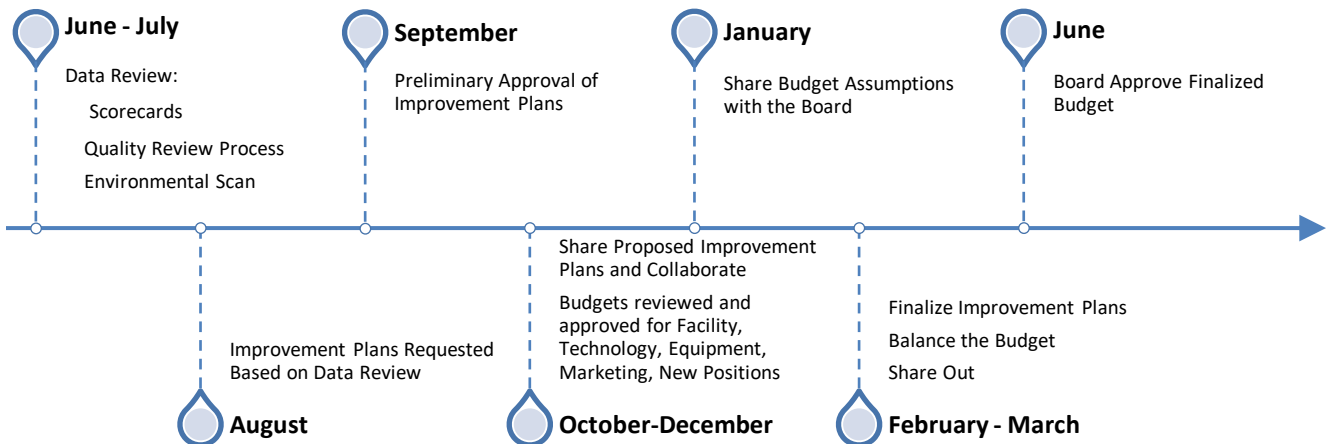 June - July
Data Review:
Scorecards
Quality Review Process
Environmental Scan
September
Preliminary Approval of
Improvement Plans
January
Share Budget Assumptions
with the Board
June
Board Approve Finalized
Budget
Improvement Plans Requested
Based on Data Review
August
Share Proposed Improvement
Plans and Collaborate
Budgets reviewed and
approved for Facility,
Technology, Equipment,
Marketing, New Positions
October-December
Finalize Improvement Plans
Balance the Budget
Share Out
February - March